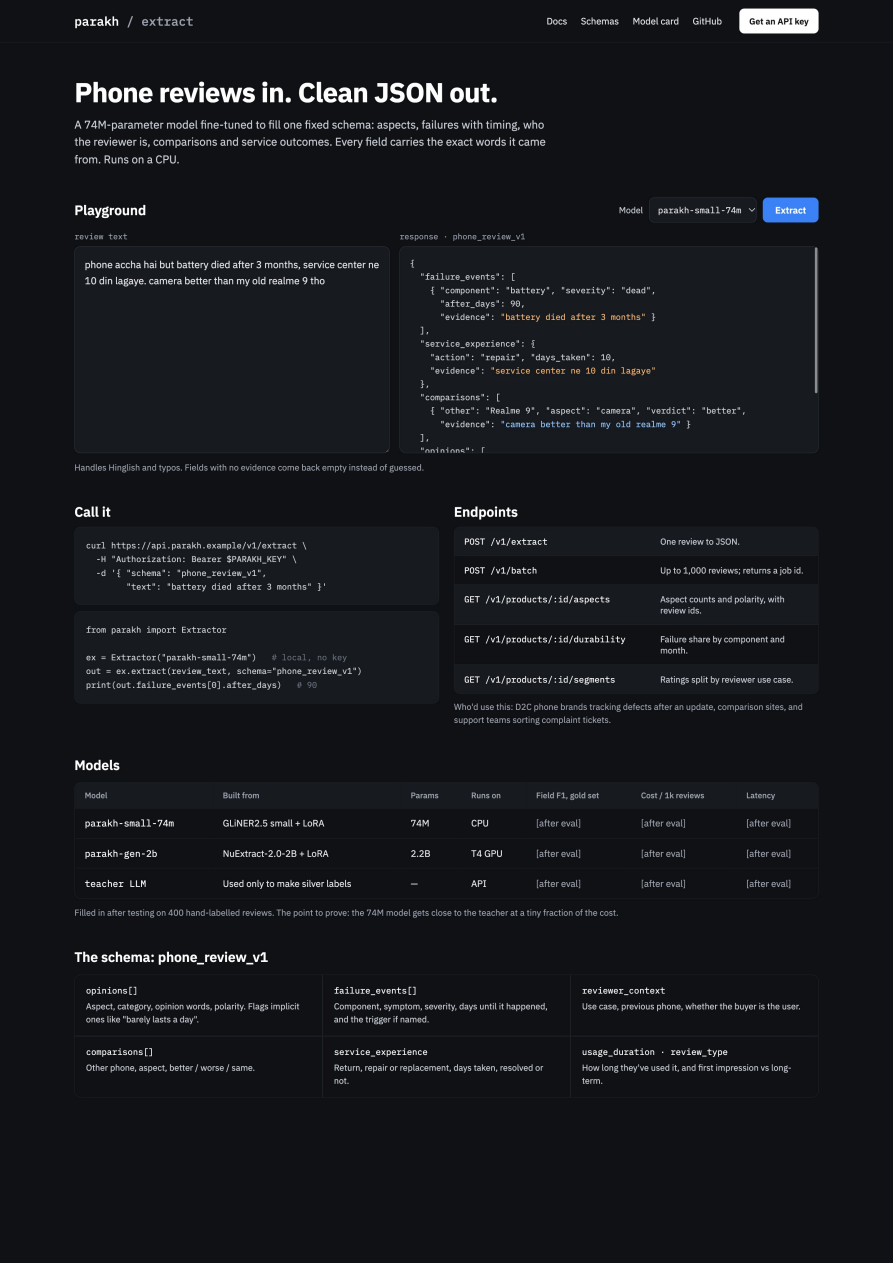 parakh / extract
Docs
Schemas
Model card
GitHub
Get an API key
Phone reviews in. Clean JSON out.
A 74M-parameter model fine-tuned to fill one fixed schema: aspects, failures with timing, who
the reviewer is, comparisons and service outcomes. Every field carries the exact words it came
from. Runs on a CPU.
Playground
Model
parakh-small-74m
Extract
review text
phone accha hai but battery died after 3 months, service center ne
10 din lagaye. camera better than my old realme 9 tho
response · phone_review_v1
{
"failure_events": [
{ "component": "battery", "severity": "dead",
"after_days": 90,
"evidence": "battery died after 3 months" }
],
"service_experience": {
"action": "repair", "days_taken": 10,
"evidence": "service center ne 10 din lagaye"
},
"comparisons": [
{ "other": "Realme 9", "aspect": "camera", "verdict": "better",
"evidence": "camera better than my old realme 9" }
],
"opinions": [
Handles Hinglish and typos. Fields with no evidence come back empty instead of guessed.
Call it
curl https://api.parakh.example/v1/extract \
-H "Authorization: Bearer $PARAKH_KEY" \
-d '{ "schema": "phone_review_v1",
"text": "battery died after 3 months" }'
from parakh import Extractor
ex = Extractor("parakh-small-74m")   # local, no key
out = ex.extract(review_text, schema="phone_review_v1")
print(out.failure_events[0].after_days)   # 90
Endpoints
POST /v1/extract
One review to JSON.
POST /v1/batch
Up to 1,000 reviews; returns a job id.
GET /v1/products/:id/aspects
Aspect counts and polarity, with
review ids.
GET /v1/products/:id/durability
Failure share by component and
month.
GET /v1/products/:id/segments
Ratings split by reviewer use case.
Who'd use this: D2C phone brands tracking defects after an update, comparison sites, and
support teams sorting complaint tickets.
Models
Model Built from Params Runs on Field F1, gold set Cost / 1k reviews Latency
parakh-small-74m GLiNER2.5 small + LoRA 74M CPU [after eval] [after eval] [after eval]
parakh-gen-2b NuExtract-2.0-2B + LoRA 2.2B T4 GPU [after eval] [after eval] [after eval]
teacher LLM Used only to make silver labels — API [after eval] [after eval] [after eval]
Filled in after testing on 400 hand-labelled reviews. The point to prove: the 74M model gets close to the teacher at a tiny fraction of the cost.
The schema: phone_review_v1
opinions[]
Aspect, category, opinion words, polarity. Flags implicit
ones like "barely lasts a day".
failure_events[]
Component, symptom, severity, days until it happened,
and the trigger if named.
reviewer_context
Use case, previous phone, whether the buyer is the user.
comparisons[]
Other phone, aspect, better / worse / same.
service_experience
Return, repair or replacement, days taken, resolved or
not.
usage_duration · review_type
How long they've used it, and first impression vs long-
term.